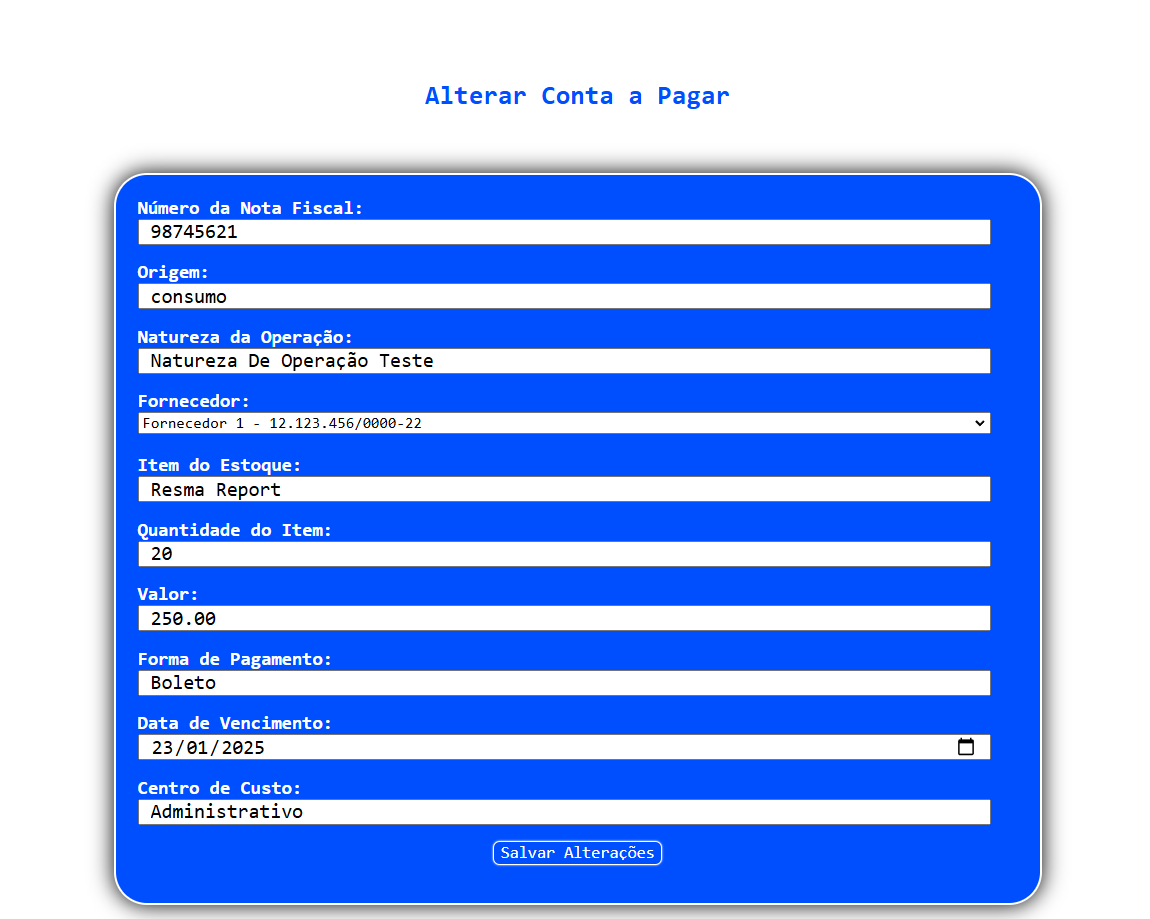 Alterar Conta a Pagar
Número da Nota Fiscal:
98745621
Origem:
consumo
Natureza da Operação:
Natureza De Operação Teste
Fornecedor:
Fornecedor 1 - 12.123.456/0000-22
Item do Estoque:
Resma Report
Quantidade do Item:
20
Valor:
250.00
Forma de Pagamento:
Boleto
Data de Vencimento:
23/01/2025
Centro de Custo:
Administrativo
Salvar Alterações